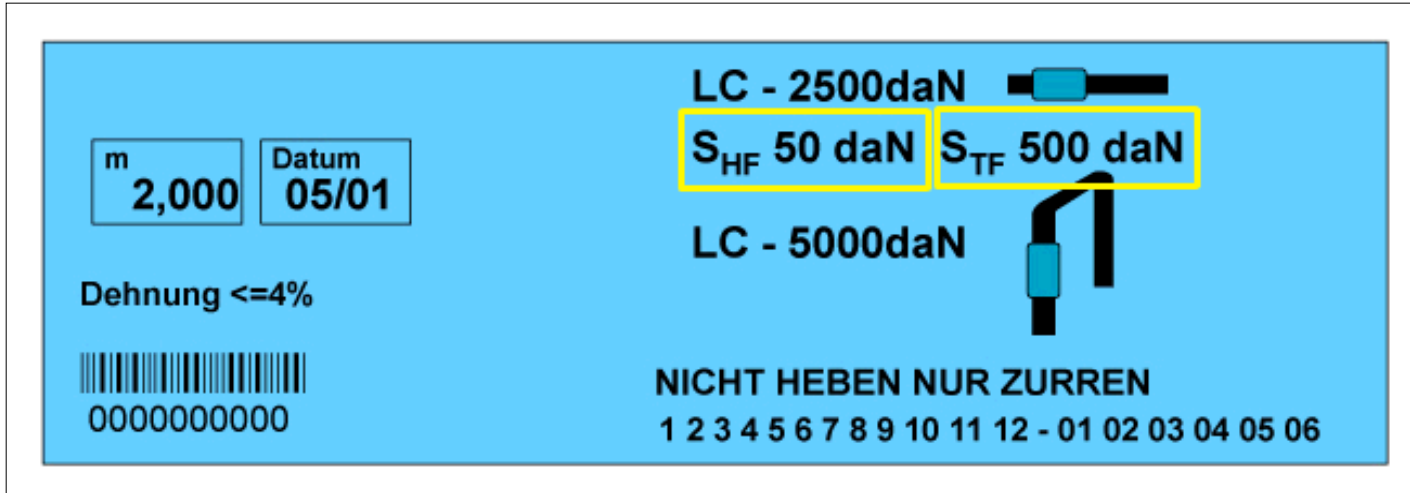 LC - 2500daN
S_HF 50 daN S_TF 500 daN
m
2,000
Datum
05/01
LC - 5000daN
Dehnung <=4%
0000000000
NICHT HEBEN NUR ZURREN
1 2 3 4 5 6 7 8 9 10 11 12 - 01 02 03 04 05 06